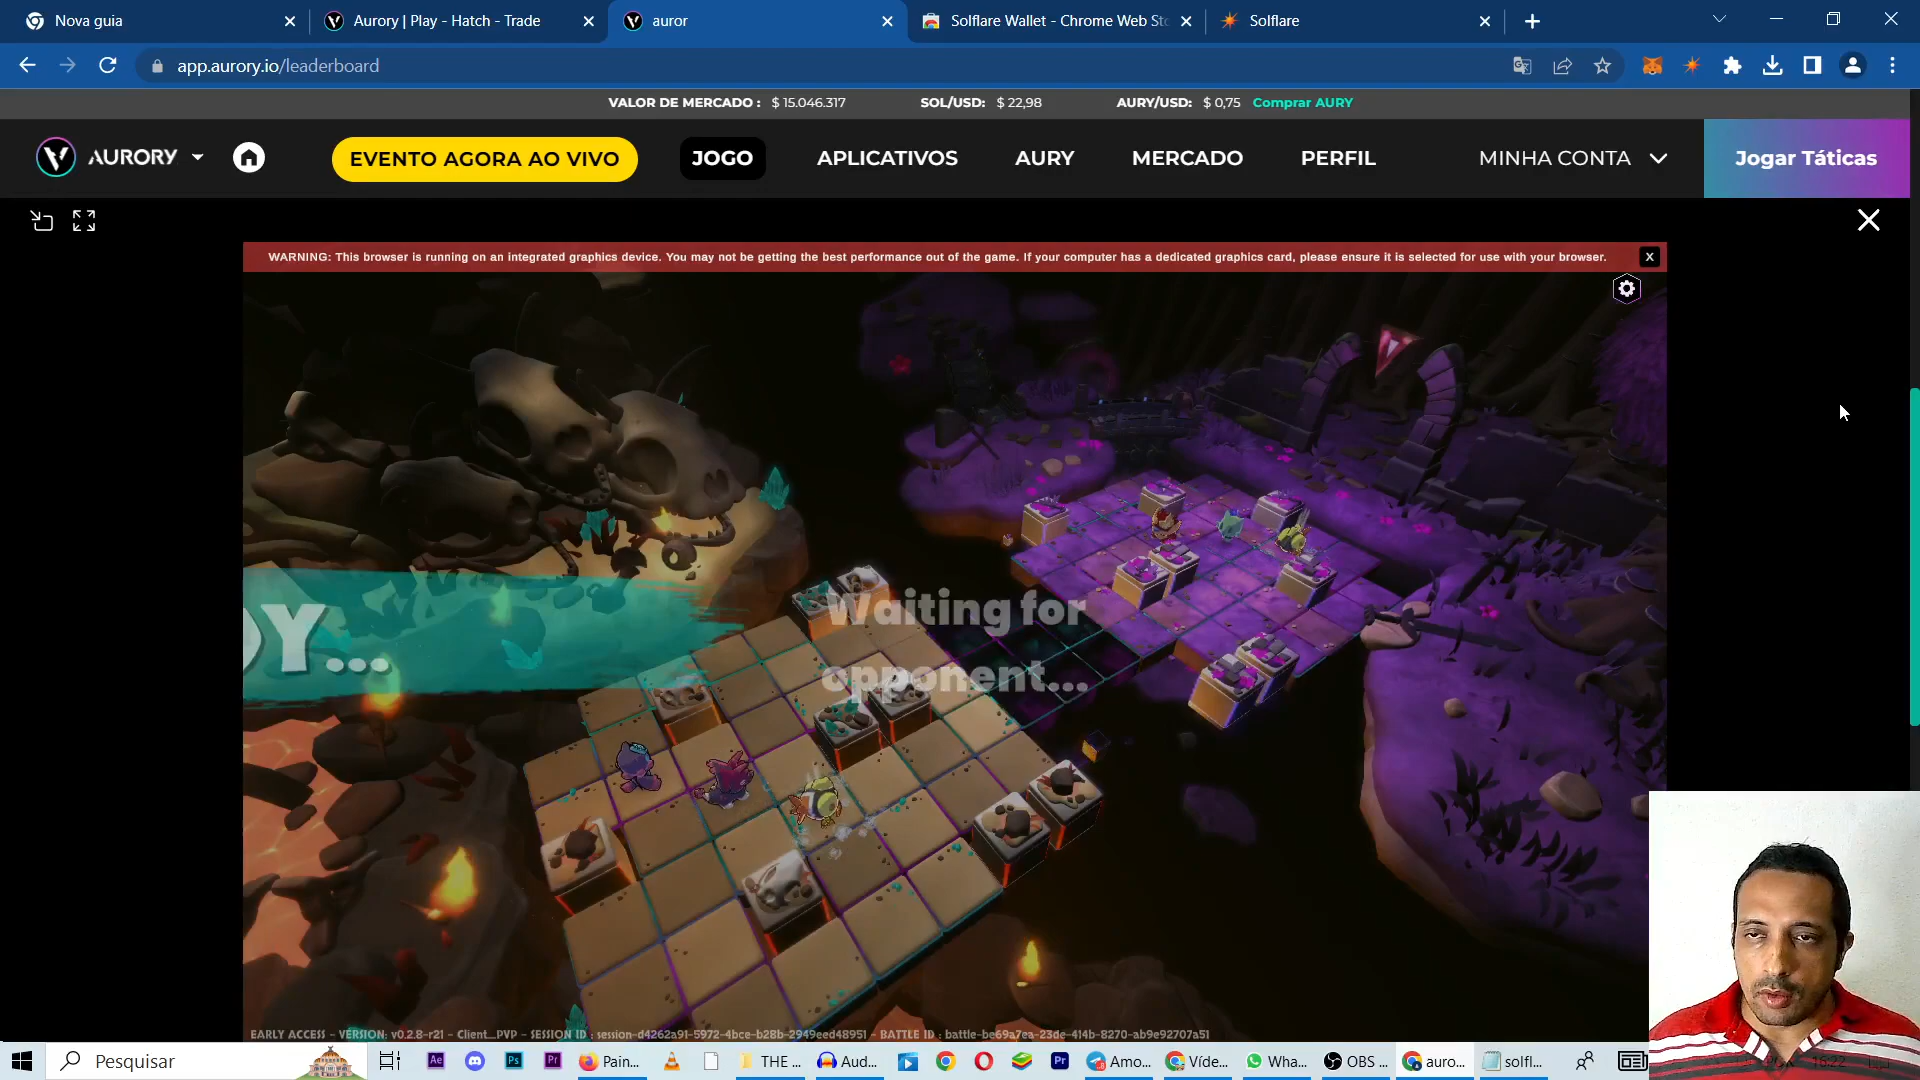 Nova guia
Aurory | Play - Hatch - Trade
auror
Solflare Wallet - Chrome Web Sto
Solflare
app.aurory.io/leaderboard
VALOR DE MERCADO : $ 15.046.317 SOL/USD: $ 22,98 AURY/USD: $ 0,75 Comprar AURY
AURORY
EVENTO AGORA AO VIVO
JOGO
APLICATIVOS
AURY
MERCADO
PERFIL
MINHA CONTA
Jogar Táticas
WARNING: This browser is running on an integrated graphics device. You may not be getting the best performance out of the game. If your computer has a dedicated graphics card, please ensure it is selected for use with your browser.
X
Waiting for
opponent...
DY...
EARLY ACCESS - VERSION: v0.2.8-r21 - Client_PVP - SESSION ID : session-d4262a91-5972-4bce-b28b-2949eed48951 - BATTLE ID : battle-be69a7ea-23de-414b-8270-ab9e92707a51
Pesquisar
Pain...
THE ...
Aud...
Amo...
Víde...
Wha...
OBS ...
auro...
solfl...
16:22